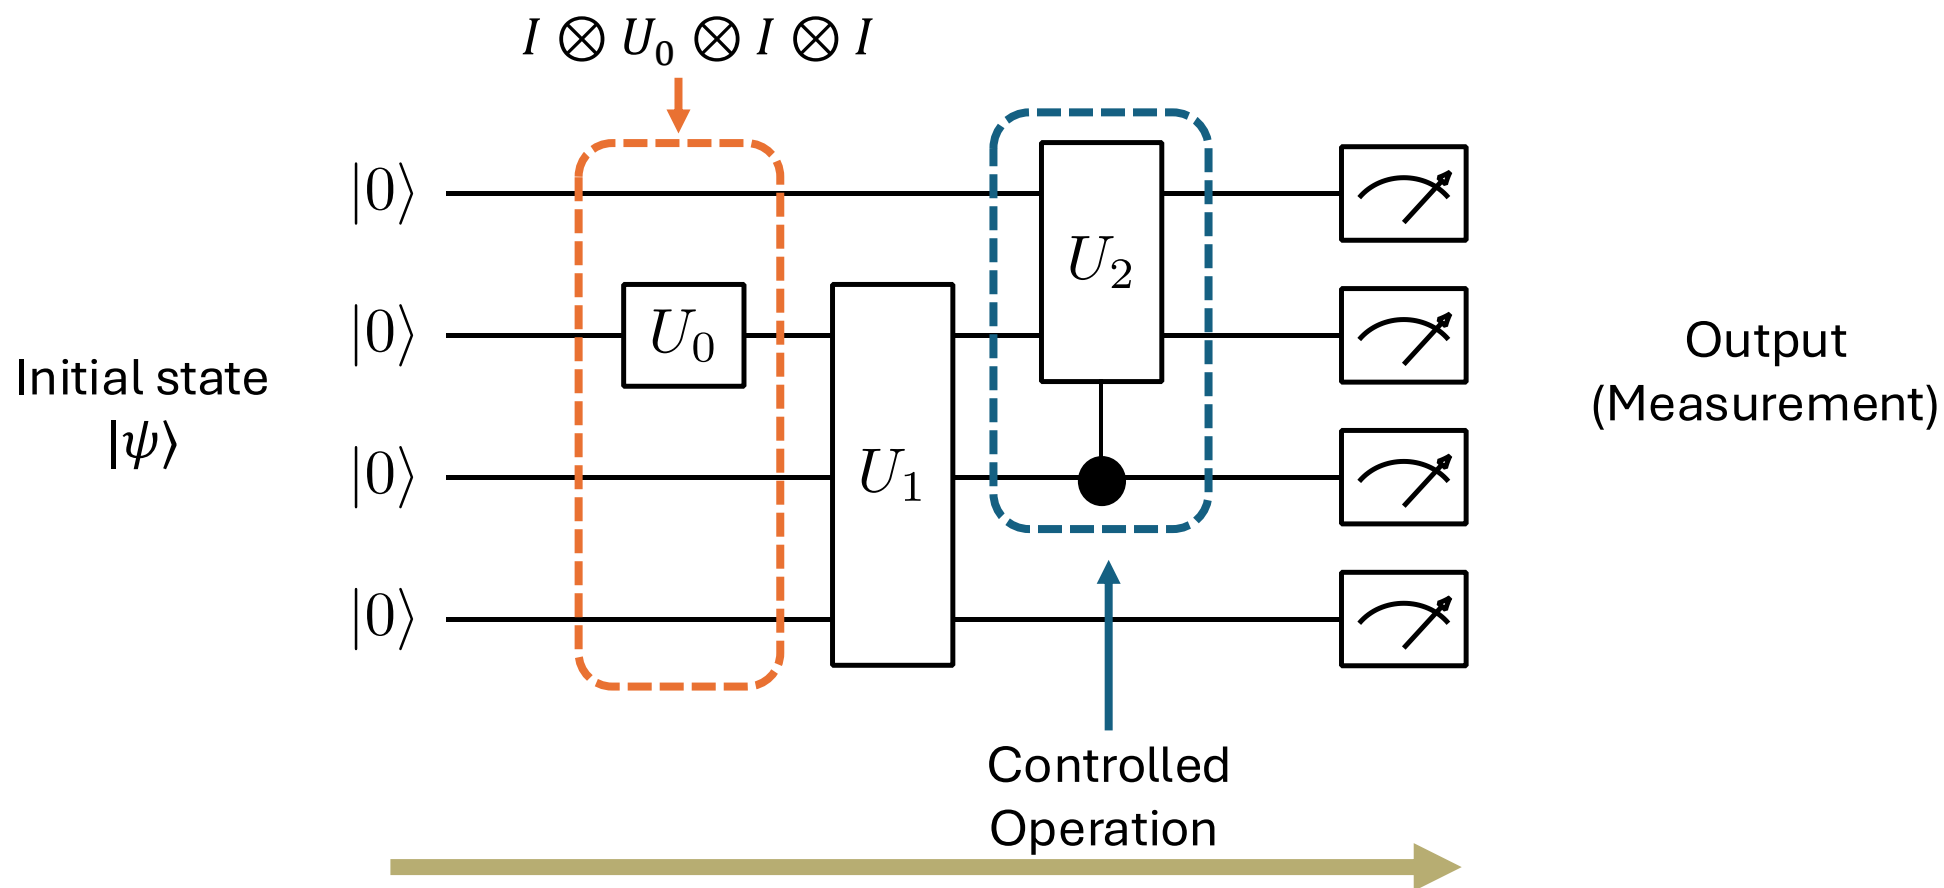 I ⊗ U₀ ⊗ I ⊗ I
|0⟩
|0⟩
|0⟩
|0⟩
Initial state
|ψ⟩
U₀
U₁
U₂
Output
(Measurement)
Controlled
Operation